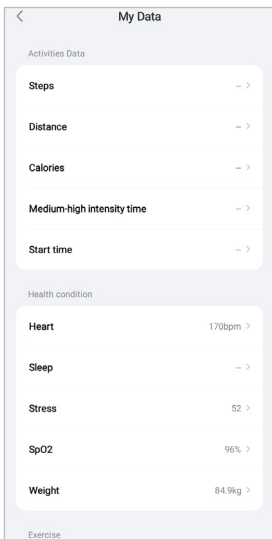 My Data
Activities Data
Steps -- >
Distance -- >
Calories -- >
Medium-high intensity time -- >
Start time -- >
Health condition
Heart 170bpm >
Sleep -- >
Stress 52 >
SpO2 96% >
Weight 84.9kg >
Exercise